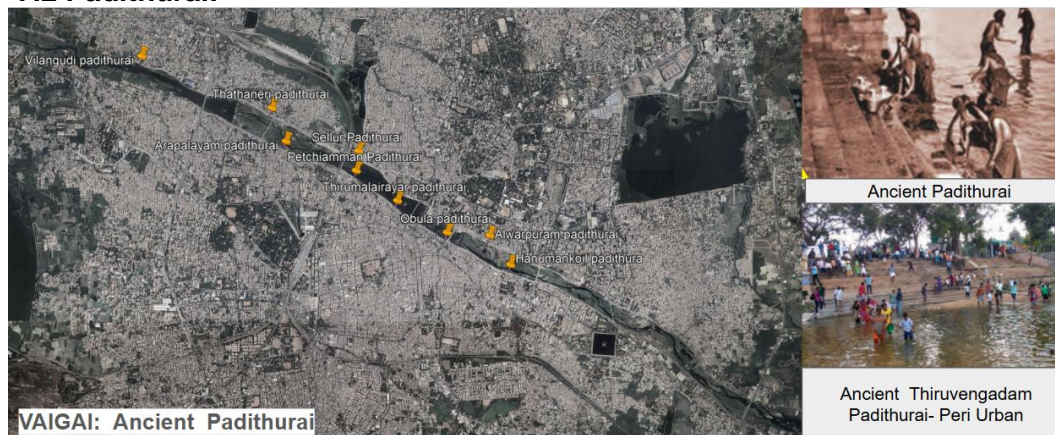 Vilangudi padithurai
Thathaneri padithurai
Arapalayam padithurai
Sellur Padithurai
Petchiamman Padithurai
Thirumalairayar padithurai
Obula padithurai
Alwarpuram padithurai
Hanumankoil padithura
VAIGAI: Ancient Padithurai
Ancient Padithurai
Ancient Thiruvengadam
Padithurai- Peri Urban